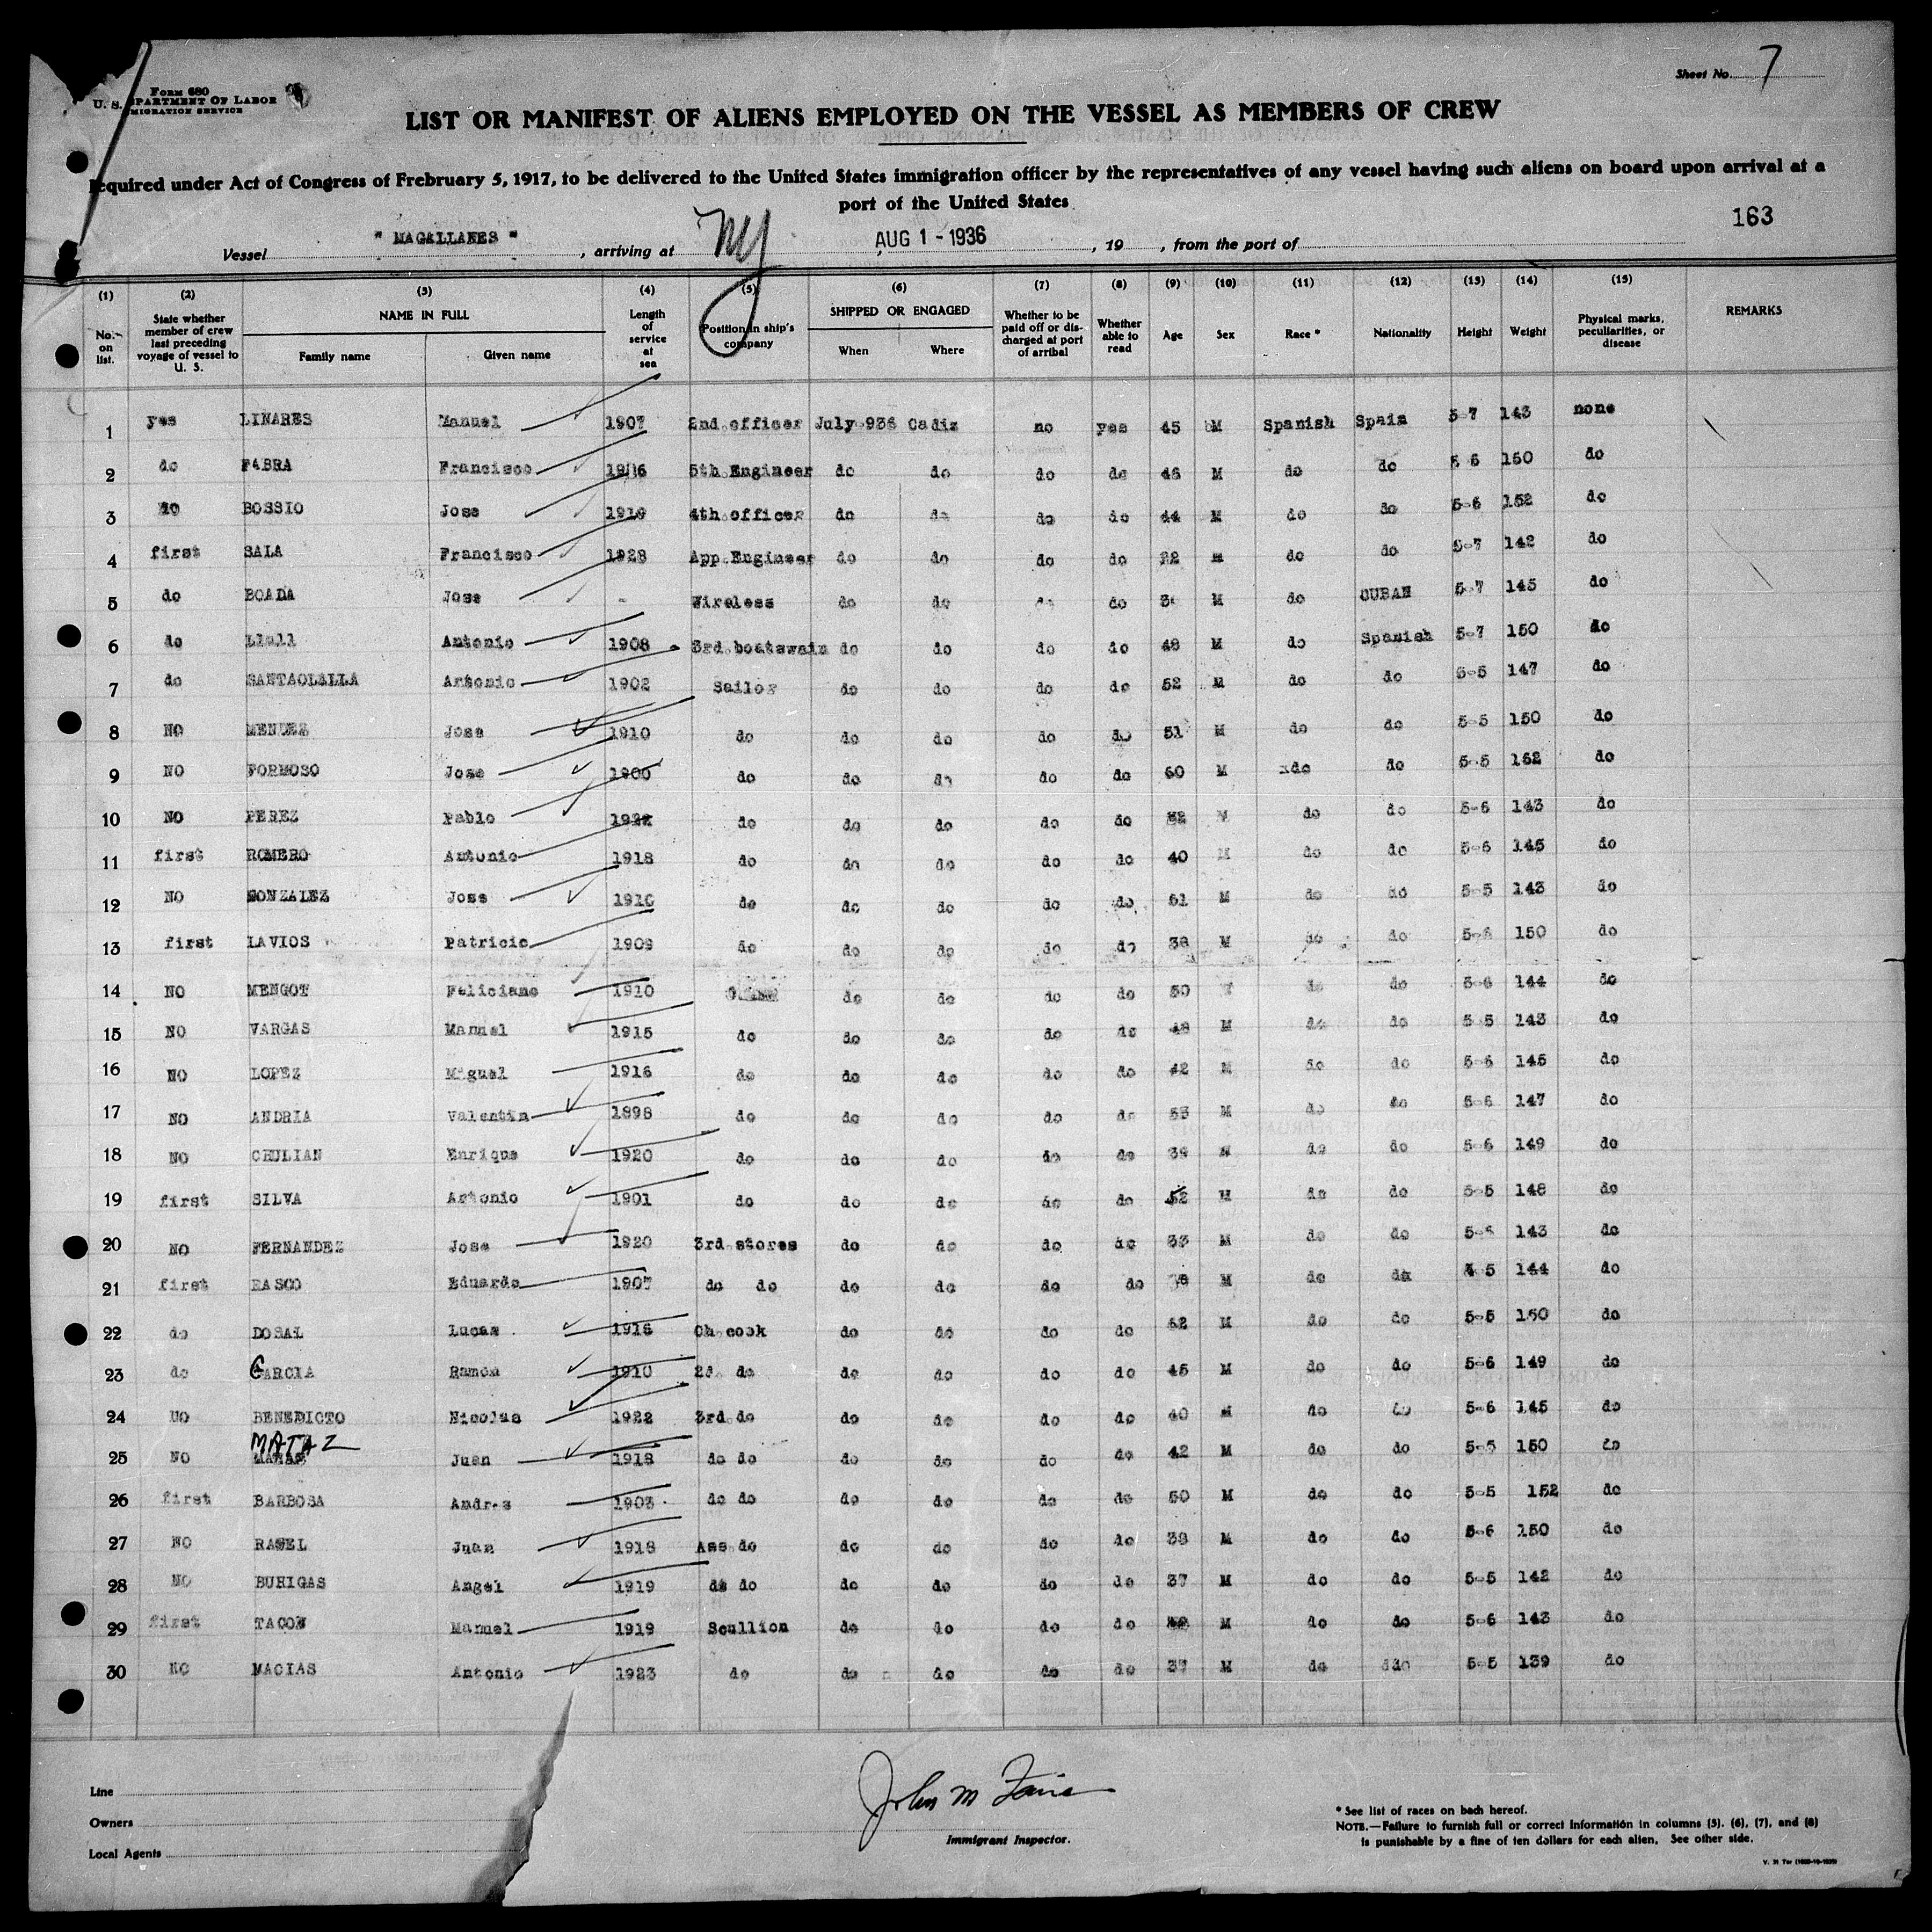 Form 680
U. S. DEPARTMENT OF LABOR
IMMIGRATION SERVICE
Sheet No. 7
LIST OR MANIFEST OF ALIENS EMPLOYED ON THE VESSEL AS MEMBERS OF CREW
Required under Act of Congress of Frebruary 5, 1917, to be delivered to the United States immigration officer by the representatives of any vessel having such aliens on board upon arrival at a
port of the United States
163
Vessel " MAGALLANES " , arriving at NY , AUG 1 - 1936 , 19 , from the port of
(1) (2) (3) (4) (5) (6) (7) (8) (9) (10) (11) (12) (13) (14) (15)
No. on list. State whether member of crew last preceding voyage of vessel to U. S. NAME IN FULL Family name Given name Length of service at sea Position in ship's company SHIPPED OR ENGAGED When Where Whether to be paid off or discharged at port of arribal Whether able to read Age Sex Race * Nationality Height Weight Physical marks, peculiarities, or disease REMARKS
1 yes LINARES Manuel 1907 2nd officer July 936 Cadiz no yes 45 M Spanish Spain 5-7 143 none
2 do FABRA Francisco 5th Engineer do do do do 46 M do do 5 6 150 do
3 BOSSIO Jose 1910 4th officer do do do do 44 M do do 5-6 152 do
4 first SALA Francisco 1928 App Engineer do do do do 22 M do do 5-7 142 do
5 do BOADA Jose - Wireless do do do do M do CUBAN 5-7 145 do
6 do Llull Antonio 1908 3rd boatswain do do do do 48 M do Spanish 5-7 150 do
7 do SANTAOLALLA Antonio 1902 Sailor do do do do 52 M do do 5-5 147 do
8 NO MENDEZ Jose 1910 do do do do do 51 M do do 5-5 150 do
9 NO FORMOSO Jose 1900 do do do do do 60 M do do 5-5 152 do
10 NO PEREZ Pablo 1922 do do do do do 32 M do do 5-6 143 do
11 first ROMERO Antonio 1918 do do do do do 40 M do do 5-6 145 do
12 NO GONZALEZ Jose 1910 do do do do do 51 M do do 5-5 143 do
13 first LAVIOS Patricio 1909 do do do do do 38 M do do 5-6 150 do
14 NO MENGOT Feliciano 1910 do do do do 50 do do 5-6 144 do
15 NO VARGAS Manuel 1915 do do do do do 48 M do do 5 5 143 do
16 NO LOPEZ Miguel 1916 do do do do do 42 M do do 5-6 145 do
17 NO ANDRIA Valentin 1898 do do do do do 53 M do do 5-6 147 do
18 NO CHULIAN Enrique 1920 do do do do do 39 M do do 5-6 149 do
19 first SILVA Antonio 1901 do do do do do 52 M do do 5-5 148 do
20 NO FERNANDEZ Jose 1920 3rd stores do do do do 33 M do do 5-6 143 do
21 first RASCO Eduardo 1907 do do do do do do M do do 5 144 do
22 do DOSAL Lucas 1916 Ch cook do do do do 52 M do do 5-5 150 do
23 do GARCIA Ramon 1910 2d do do do do do 45 M do do 5-6 149 do
24 NO BENEDICTO Nicolas 1922 3rd do do do do do 40 M do do 5-6 145 do
25 NO MATAZ Juan 1918 do do do do do do 42 M do do 5-5 150 do
26 first BARBOSA Andres 1903 do do do do do do 50 M do do 5-5 152 do
27 NO Juan 1918 Ass do do do do do 38 M do do 5-6 150 do
28 NO BUHIGAS Angel 1919 do do do do do do 37 M do do 5-5 142 do
29 first TACON Manuel 1919 Scullion do do do do M do do 5-6 143 do
30 NO MACIAS Antonio 1923 do do do do do 37 M do do 5-5 139 do
Line
Owners
Local Agents
John M
Immigrant Inspector.
* See list of races on bach hereof.
NOTE.—Failure to furnish full or correct information in columns (5), (6), (7), and (8)
is punishable by a fine of ten dollars for each alien. See other side.